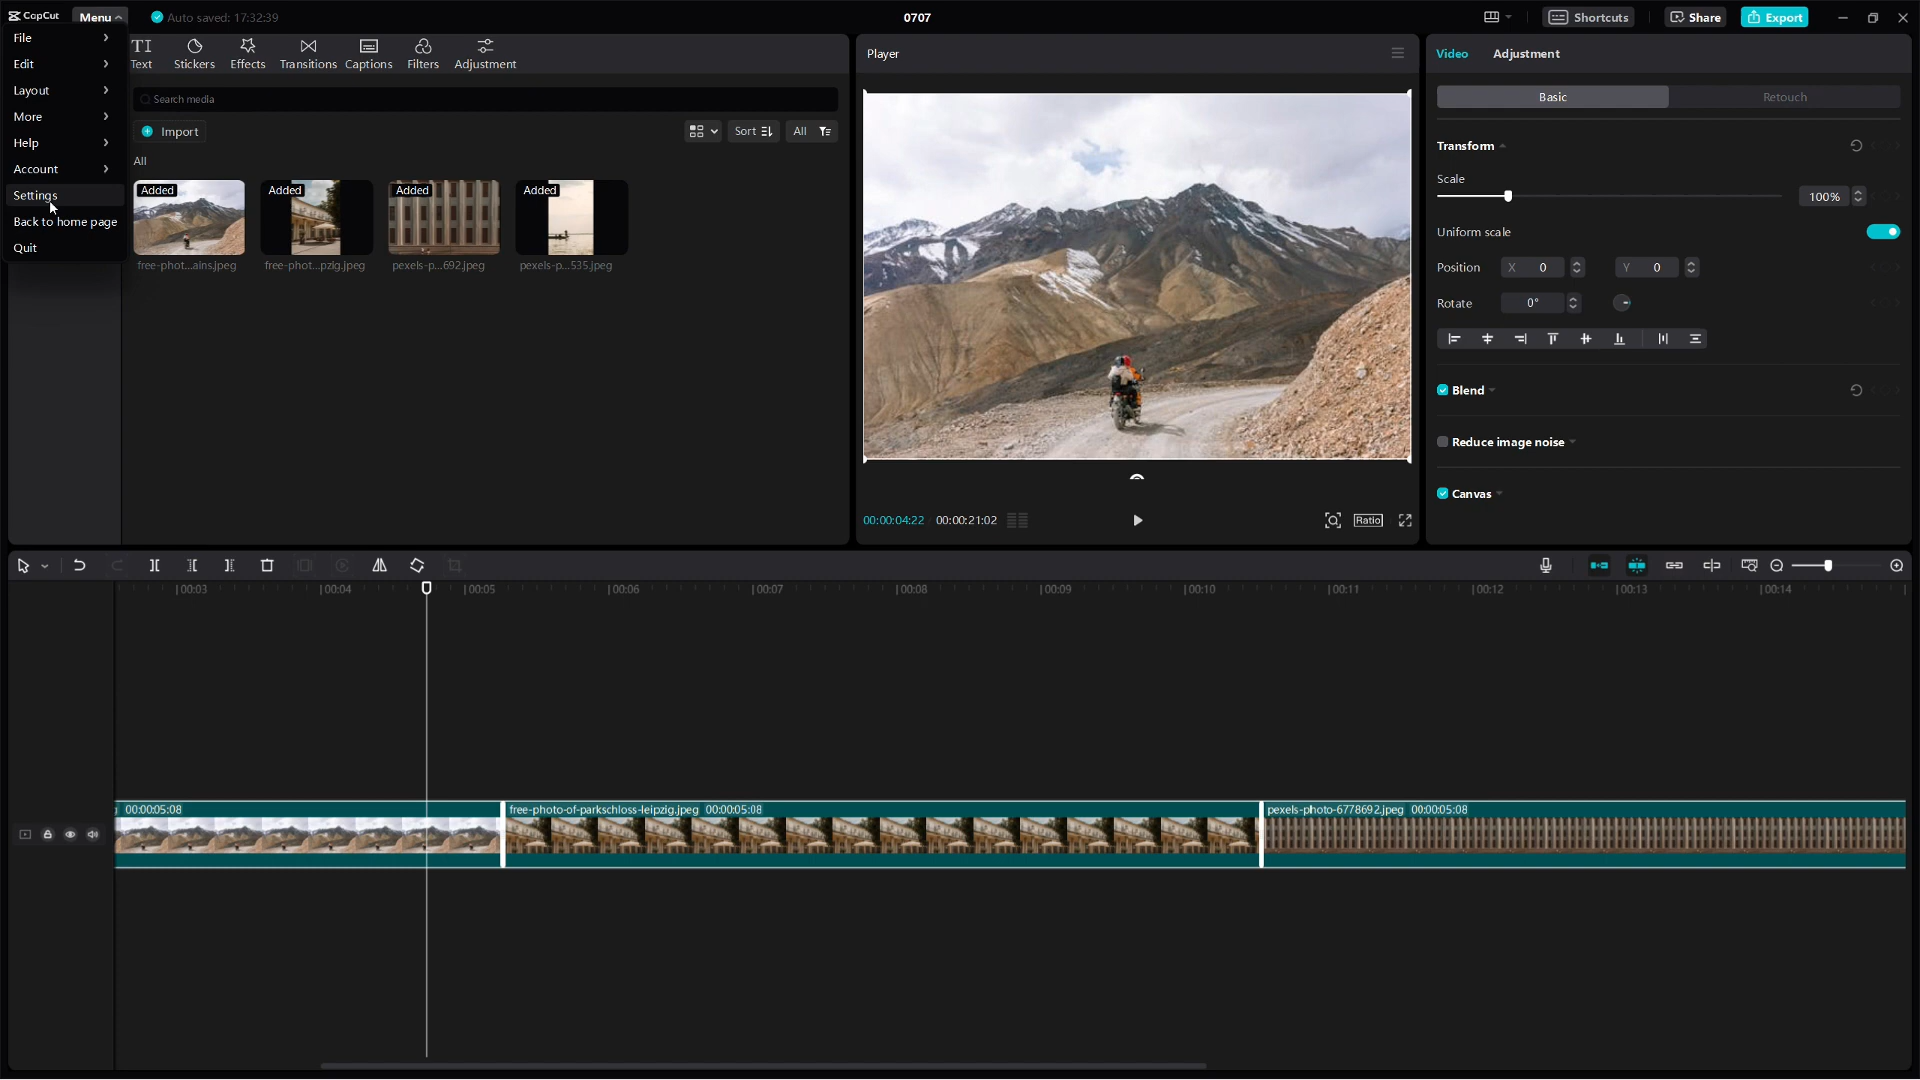 CapCut
Menu
Auto saved: 17:32:39
0707
Shortcuts
Share
Export
File
Edit
Layout
More
Help
Account
Settings
Back to home page
Quit
Text
Stickers
Effects
Transitions
Captions
Filters
Adjustment
Search media
Import
Sort
All
All
Added
Added
Added
Added
free-phot...ains.jpeg
free-phot...pzig.jpeg
pexels-p...692.jpeg
pexels-p...535.jpeg
Player
00:00:04:22
00:00:21:02
Ratio
Video
Adjustment
Basic
Retouch
Transform
Scale
100%
Uniform scale
Position
X 0
Y 0
Rotate
0°
Blend
Reduce image noise
Canvas
00:03
00:04
00:05
00:06
00:07
00:08
00:09
00:10
00:11
00:12
00:13
00:14
00:00:05:08
free-photo-of-parkschloss-leipzig.jpeg 00:00:05:08
pexels-photo-6778692.jpeg 00:00:05:08